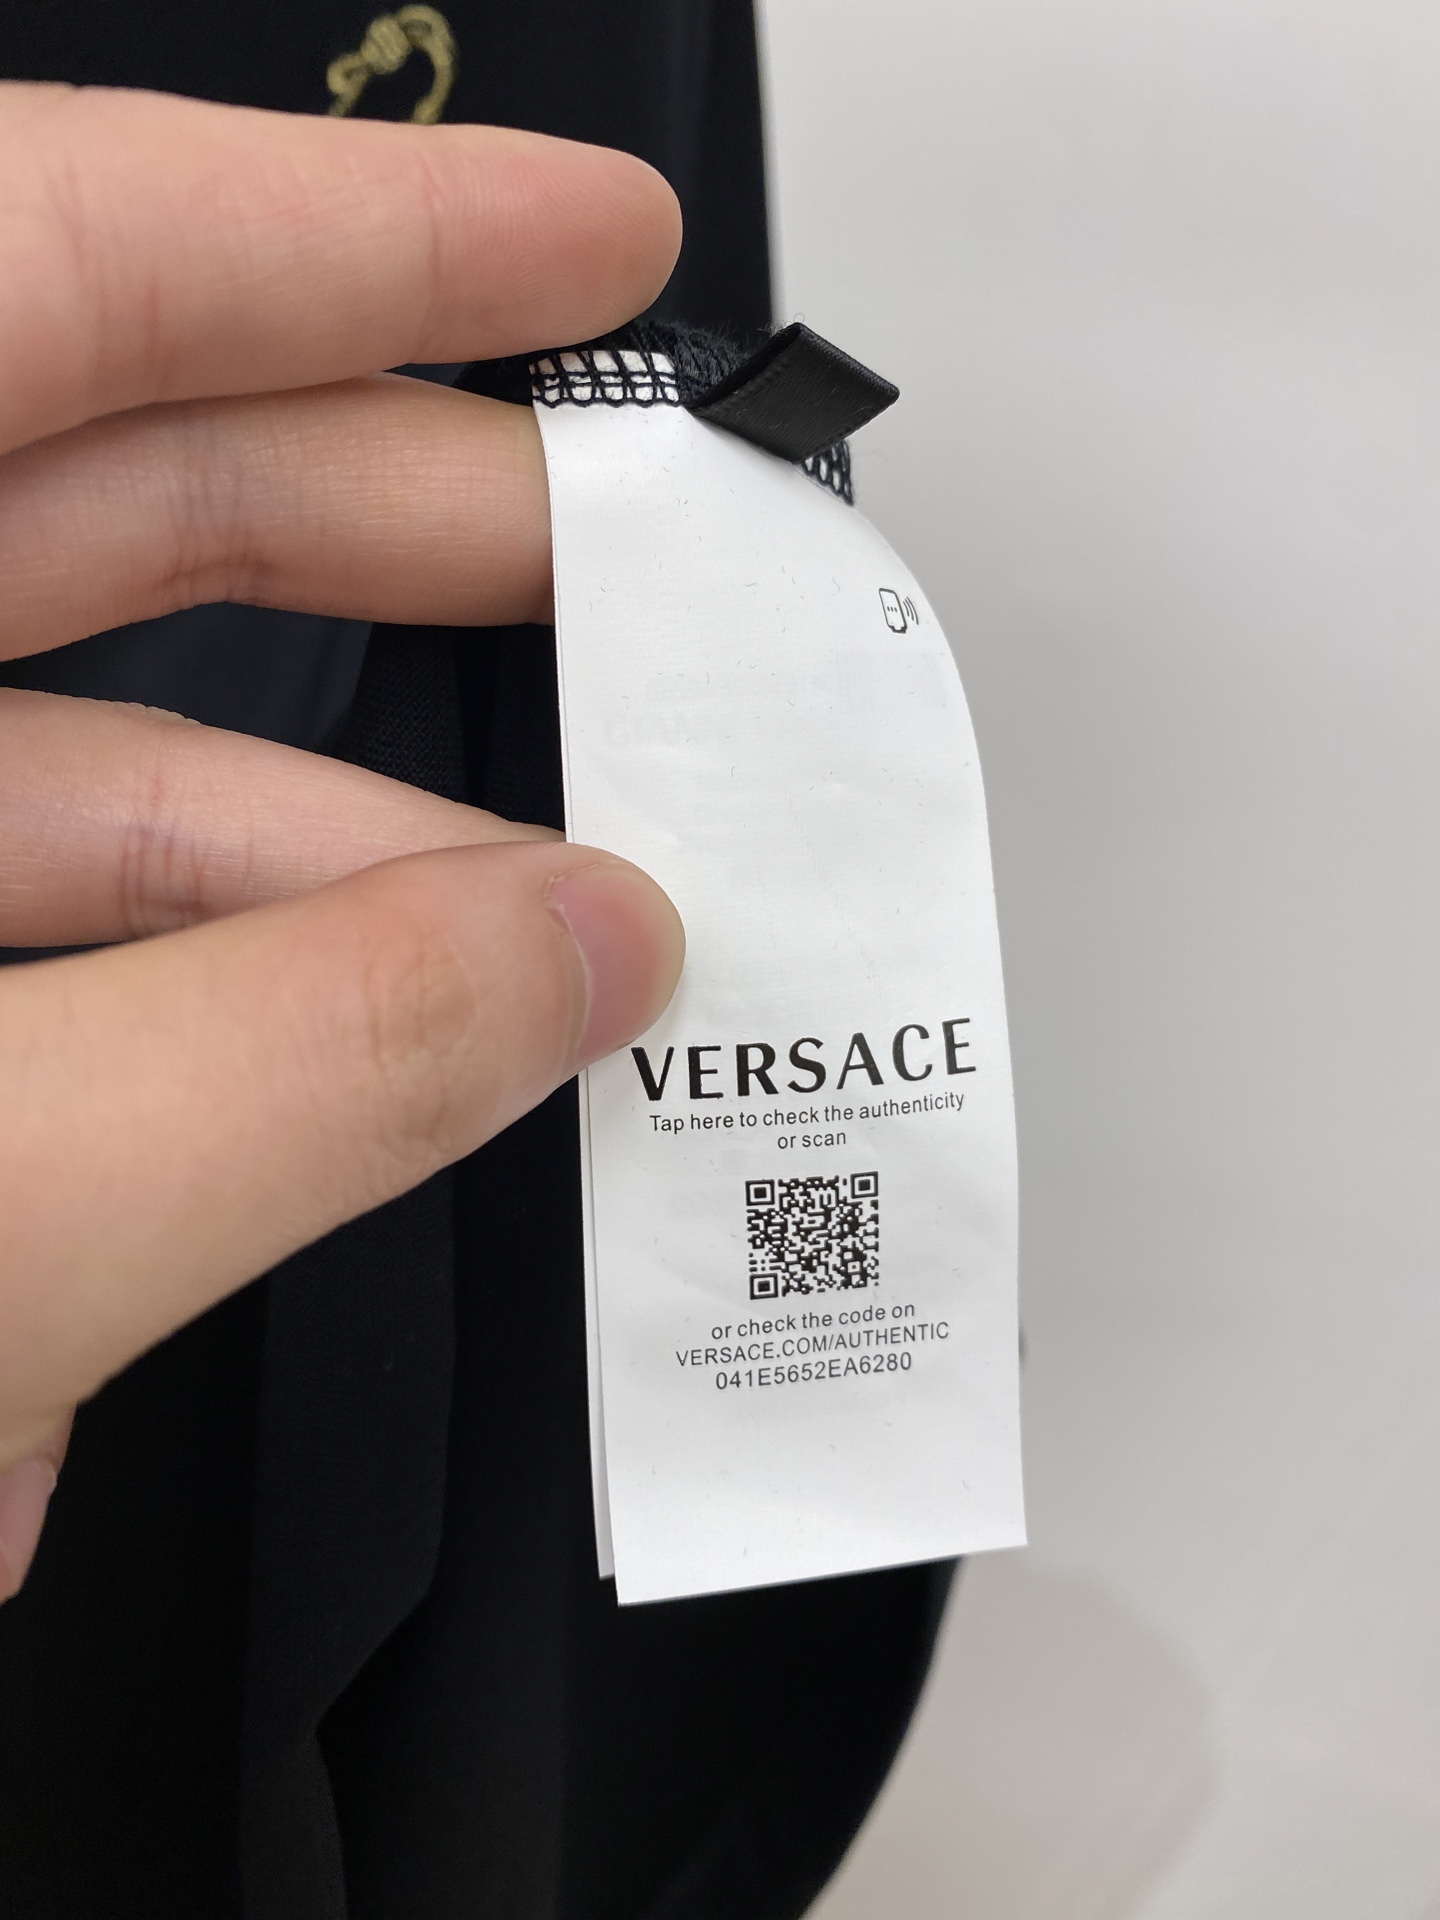 VERSACE
Tap here to check the authenticity
or scan
or check the code on
VERSACE.COM/AUTHENTIC
041E5652EA6280